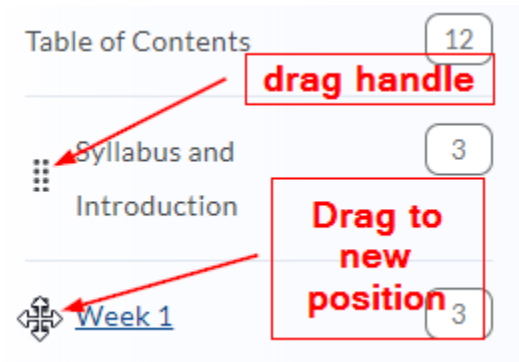 Table of Contents 12
drag handle
Syllabus and 3
Introduction
Drag to
new
position
Week 1 3